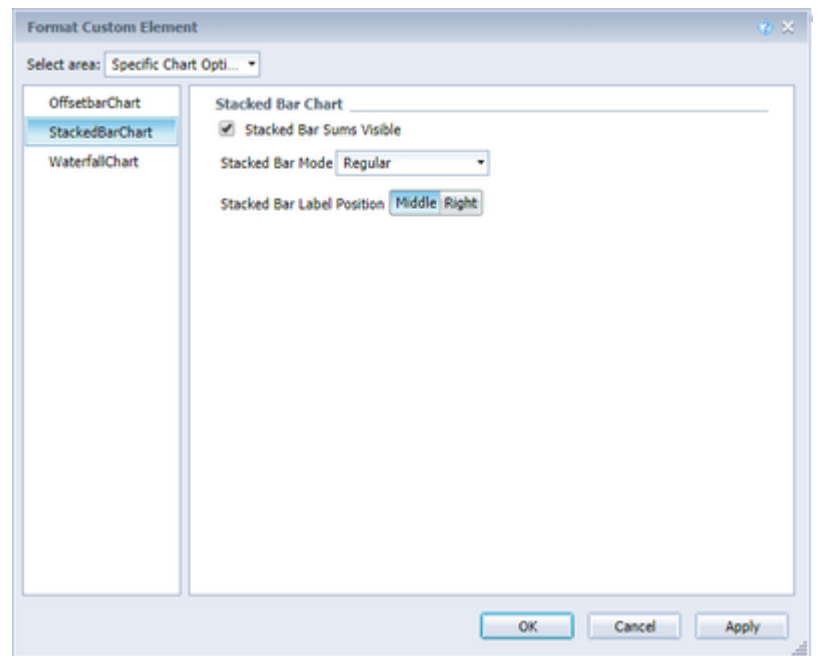 Format Custom Element
Select area: Specific Chart Opti...
OffsetbarChart
StackedBarChart
WaterfallChart
Stacked Bar Chart
Stacked Bar Sums Visible
Stacked Bar Mode Regular
Stacked Bar Label Position Middle Right
OK Cancel Apply